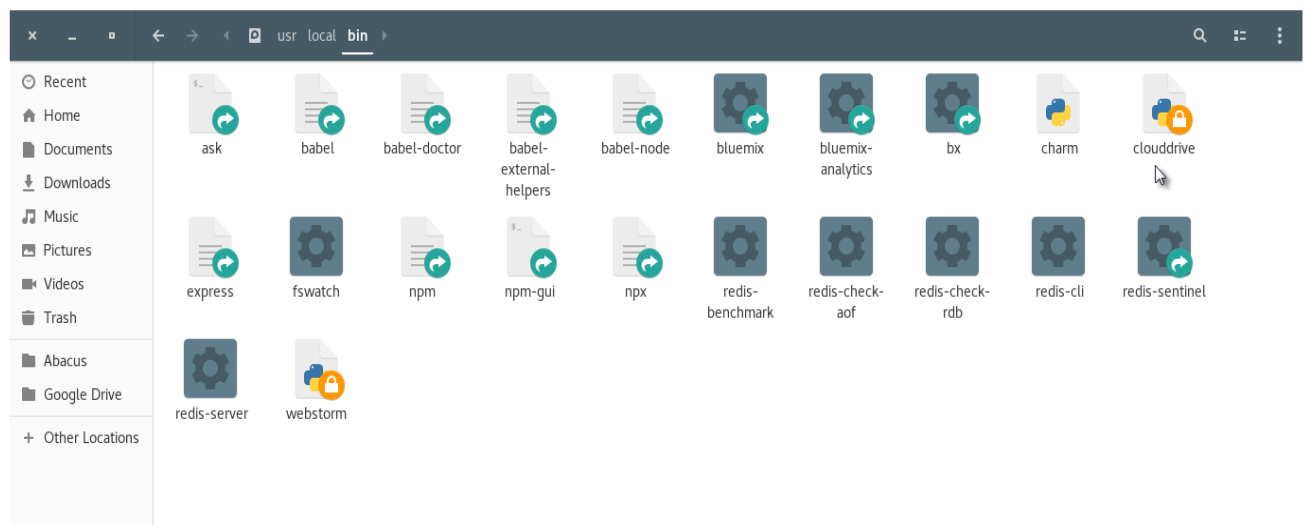 usr local bin
Recent
Home
Documents
Downloads
Music
Pictures
Videos
Trash
Abacus
Google Drive
Other Locations
$_
ask
babel
babel-doctor
babel-
external-
helpers
babel-node
bluemix
bluemix-
analytics
bx
charm
clouddrive
express
fswatch
npm
$_
npm-gui
npx
redis-
benchmark
redis-check-
aof
redis-check-
rdb
redis-cli
redis-sentinel
redis-server
webstorm